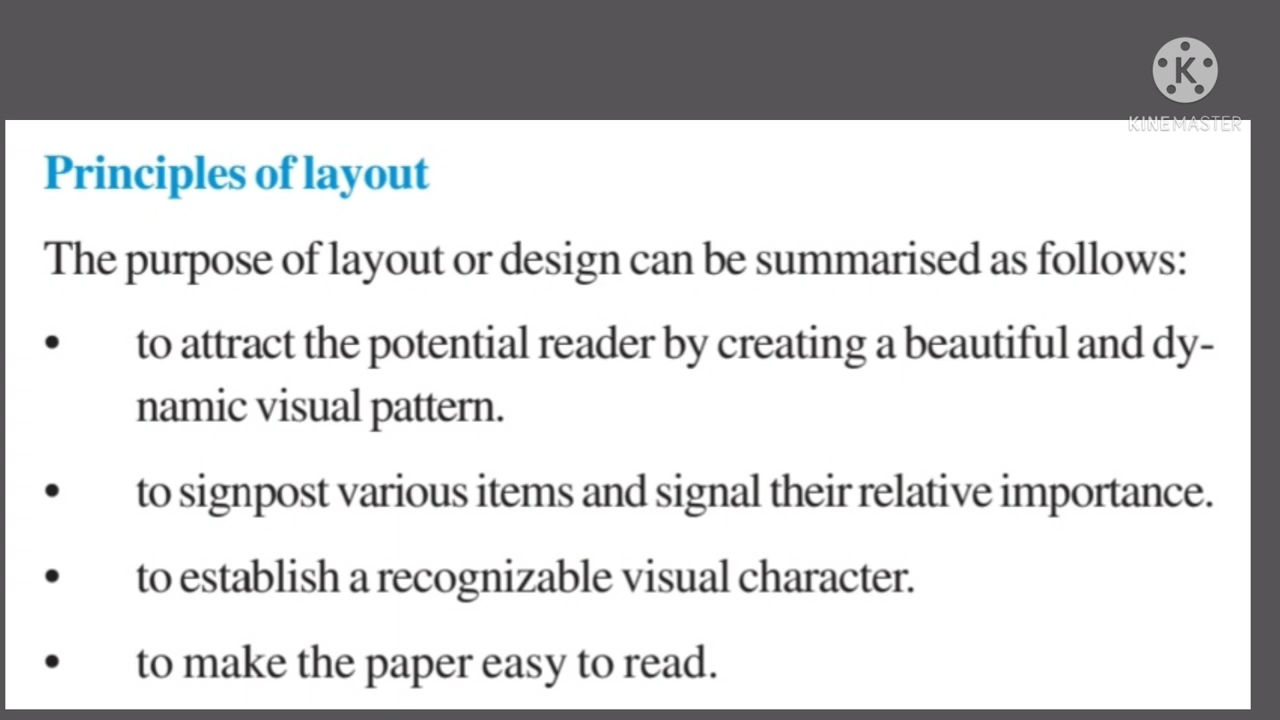 K
KINEMASTER
Principles of layout
The purpose of layout or design can be summarised as follows:
• to attract the potential reader by creating a beautiful and dy-
namic visual pattern.
• to signpost various items and signal their relative importance.
• to establish a recognizable visual character.
• to make the paper easy to read.